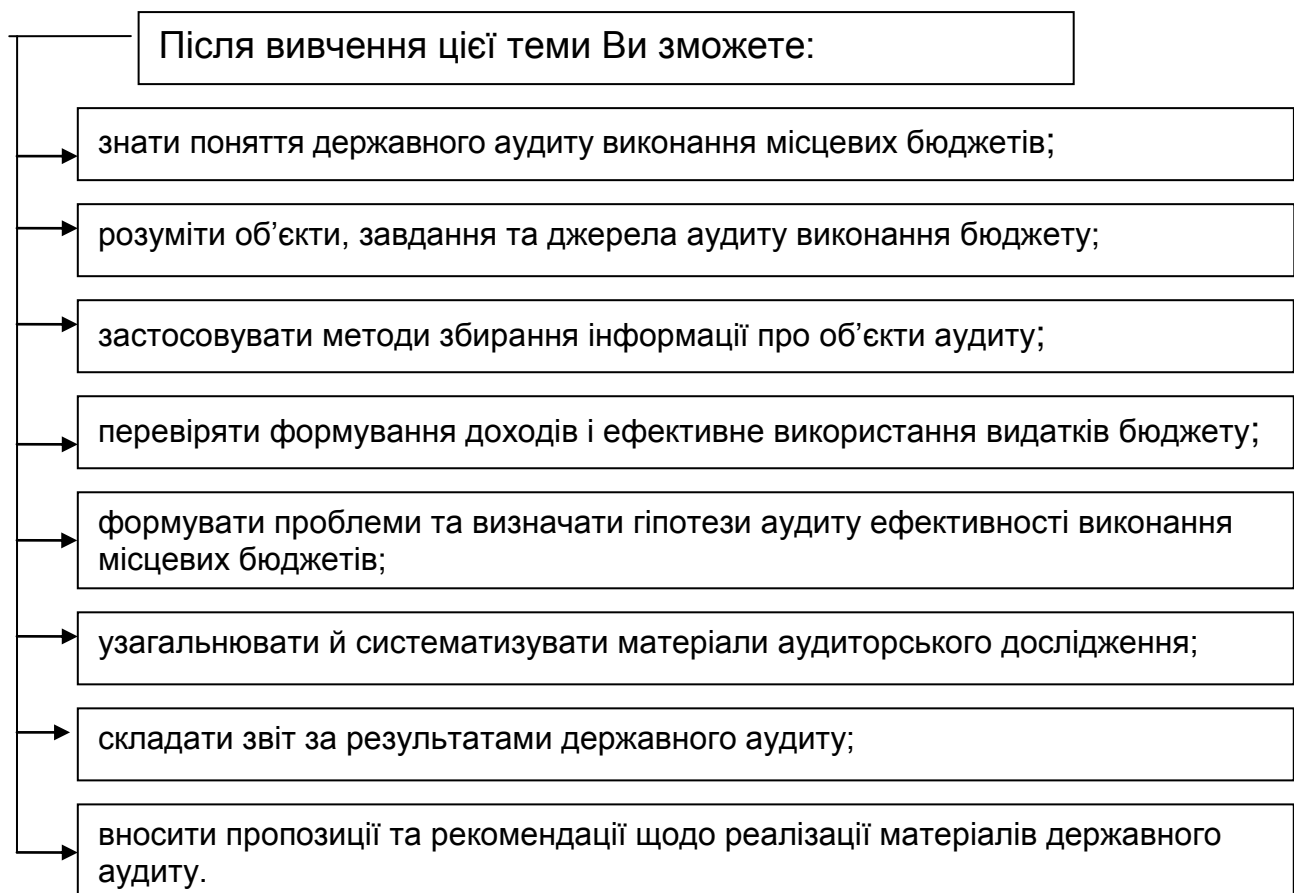 Після вивчення цієї теми Ви зможете:
знати поняття державного аудиту виконання місцевих бюджетів;
розуміти об’єкти, завдання та джерела аудиту виконання бюджету;
застосовувати методи збирання інформації про об’єкти аудиту;
перевіряти формування доходів і ефективне використання видатків бюджету;
формувати проблеми та визначати гіпотези аудиту ефективності виконання
місцевих бюджетів;
узагальнювати й систематизувати матеріали аудиторського дослідження;
складати звіт за результатами державного аудиту;
вносити пропозиції та рекомендації щодо реалізації матеріалів державного
аудиту.